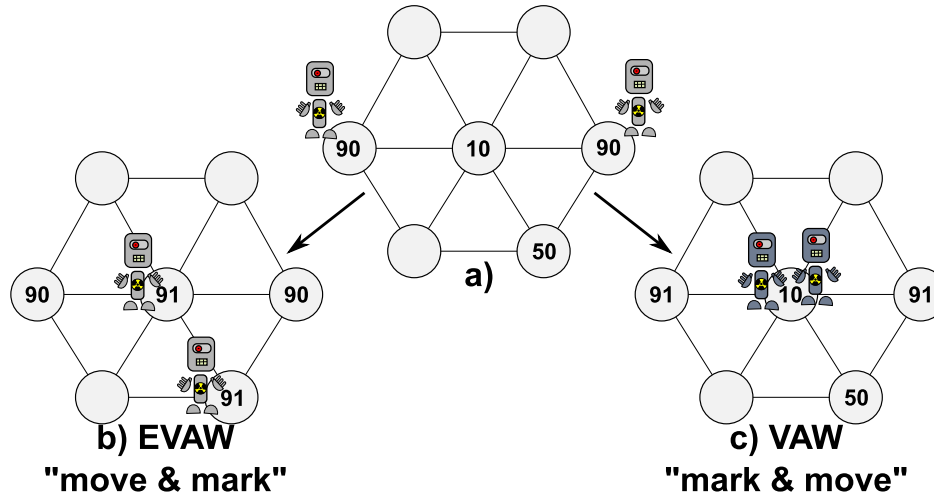 90 10 90
50
a)
90 91 90
91
b) EVAW
"move & mark"
91 10 91
50
c) VAW
"mark & move"